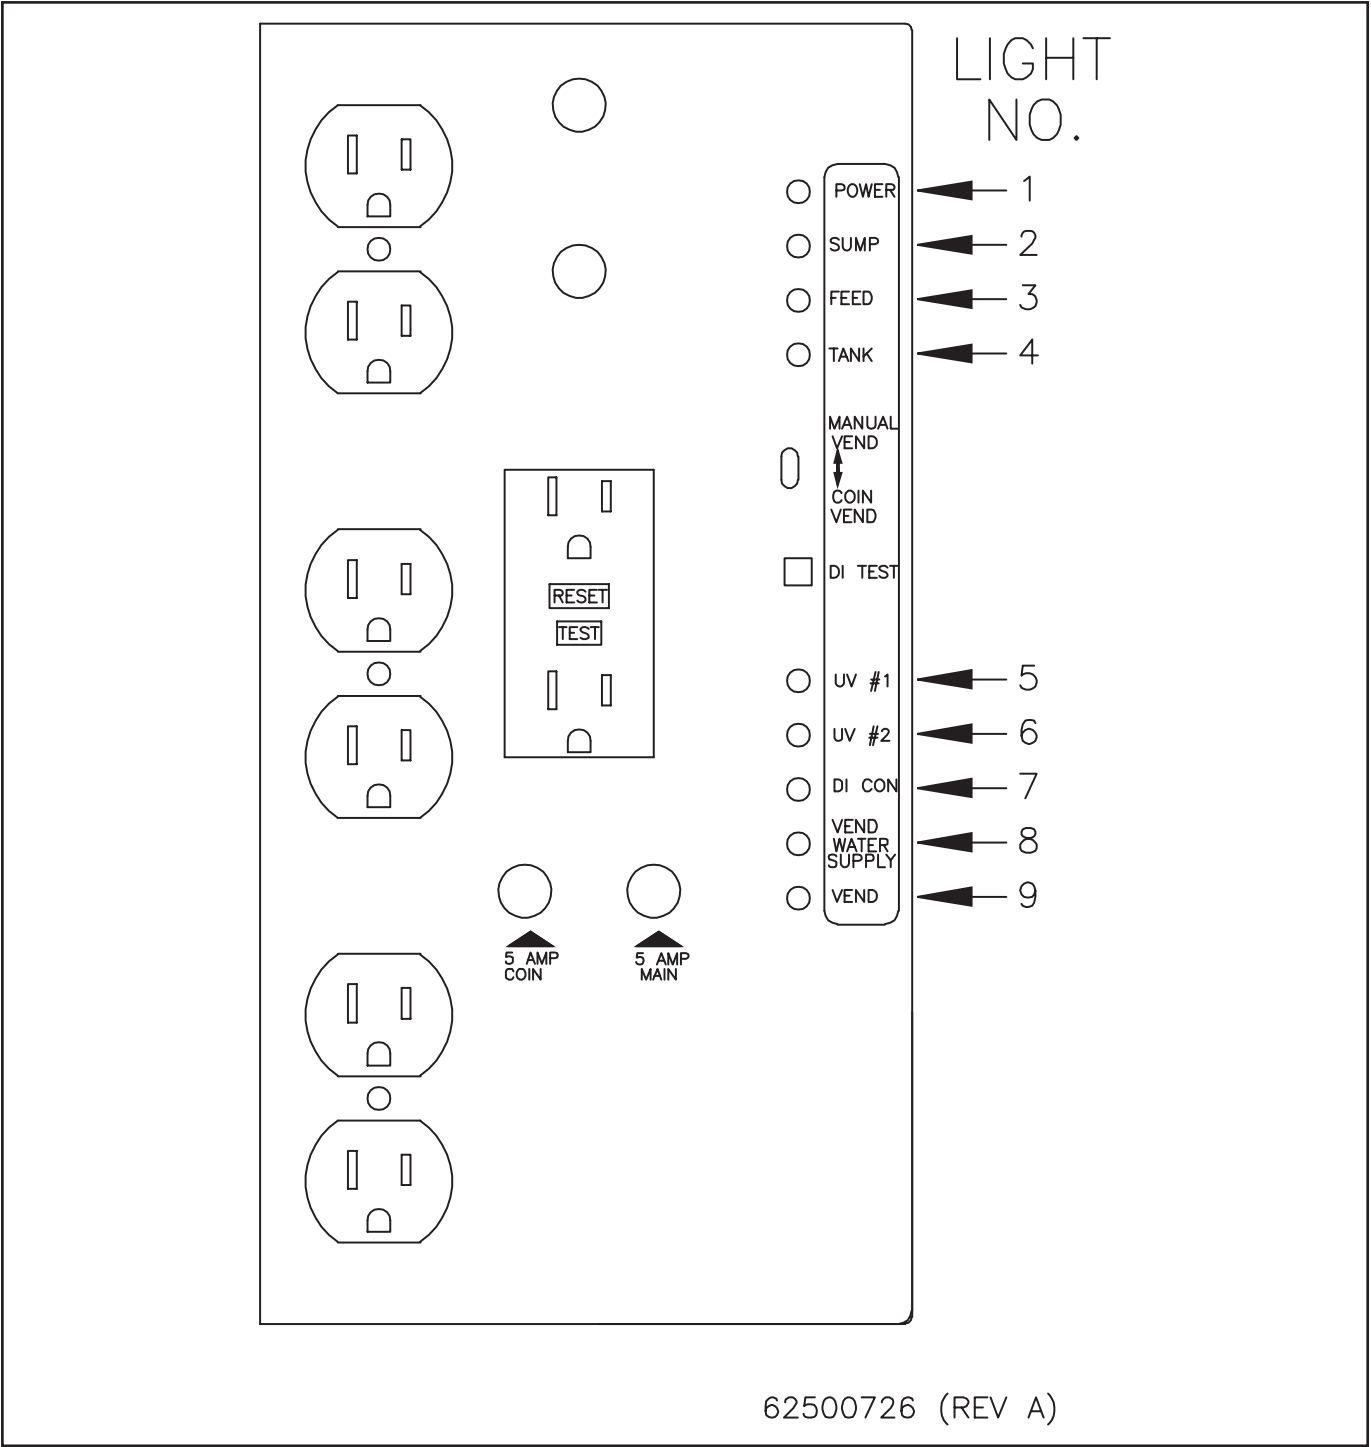 LIGHT
NO.
POWER 1
SUMP 2
FEED 3
TANK 4
MANUAL
VEND
COIN
VEND
DI TEST
RESET
TEST
UV #1 5
UV #2 6
DI CON 7
VEND
WATER
SUPPLY 8
VEND 9
5 AMP
COIN
5 AMP
MAIN
62500726 (REV A)